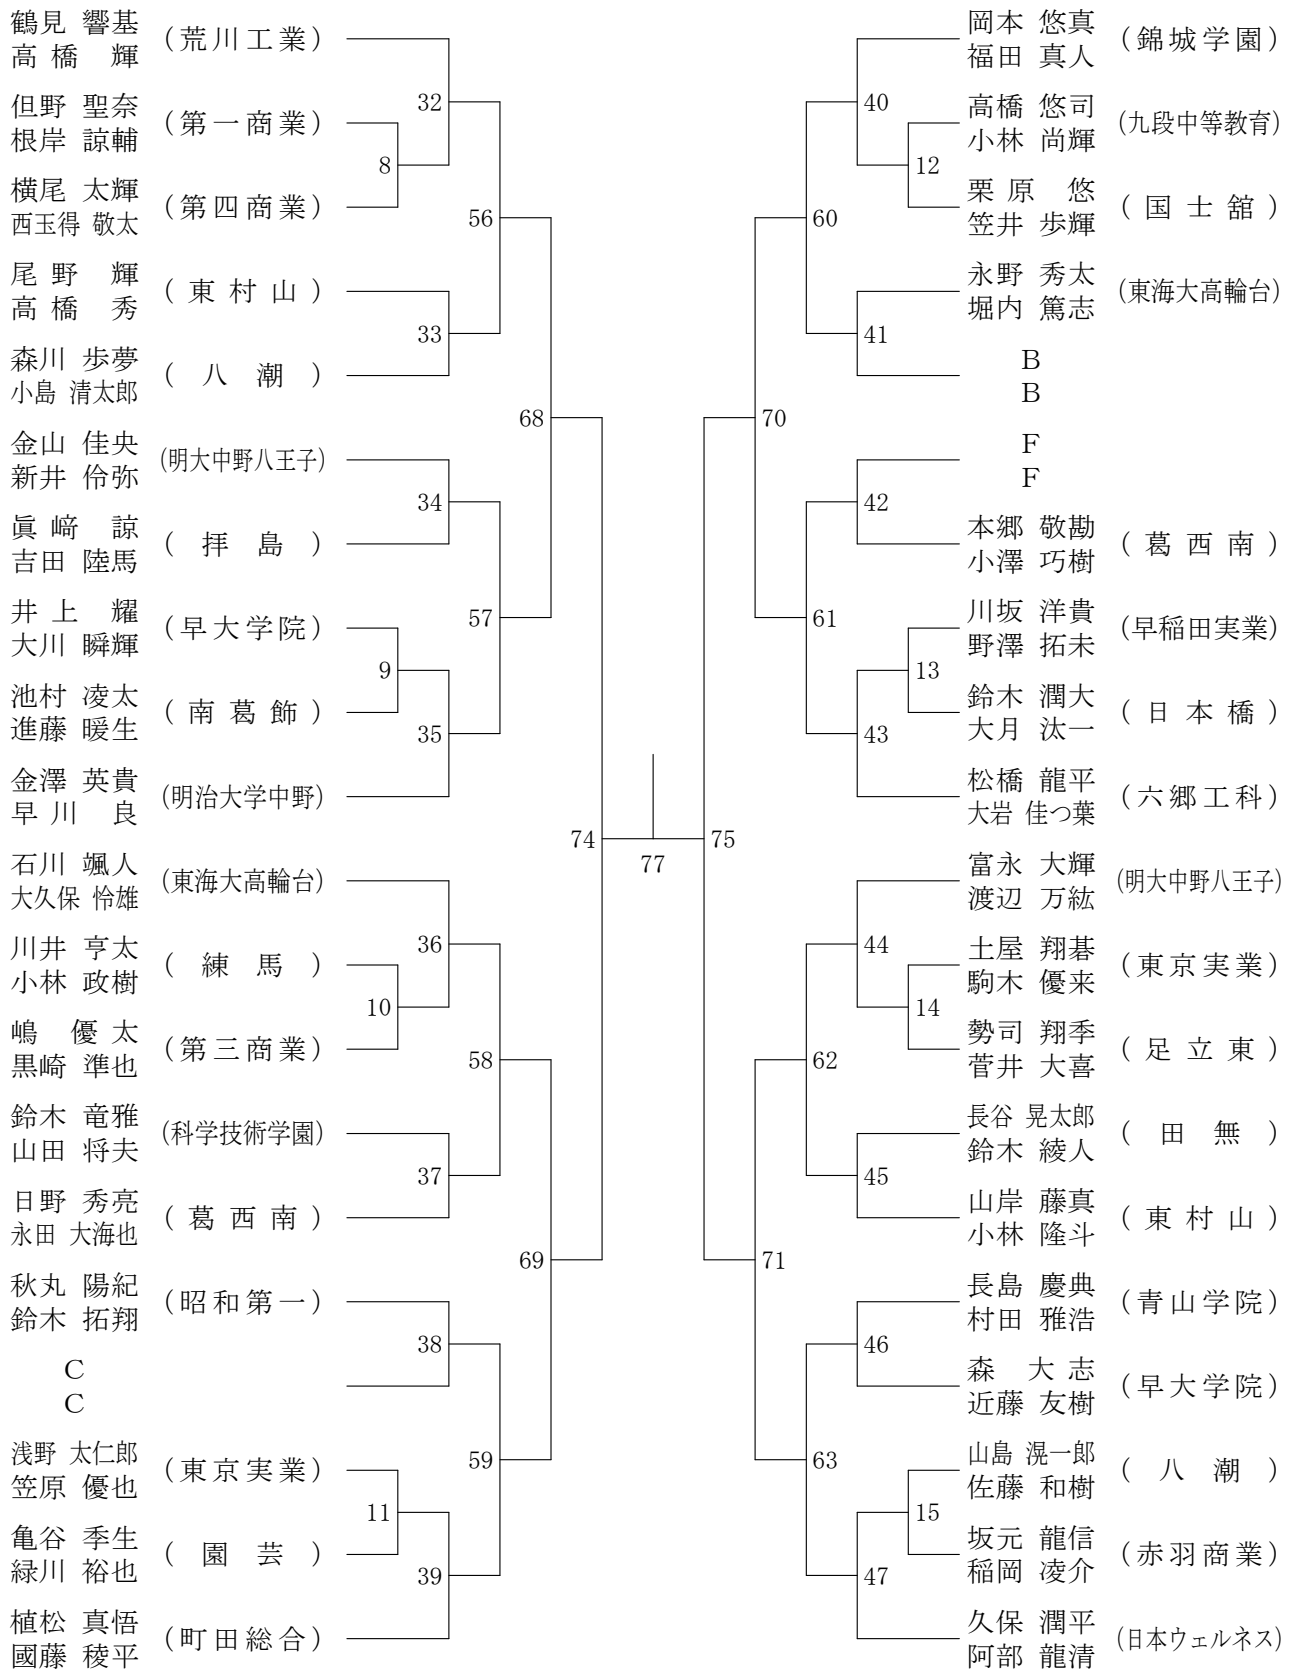 鶴見 響基
高橋 輝
(荒川工業)
但野 聖奈
根岸 諒輔
(第一商業)
横尾 太輝
西玉得 敬太
(第四商業)
尾野 輝
高橋 秀
(東村山)
森川 歩夢
小島 清太郎
(八潮)
金山 佳央
新井 伶弥
(明大中野八王子)
眞﨑 諒
吉田 陸馬
(拝島)
井上 耀
大川 瞬輝
(早大学院)
池村 凌太
進藤 暖生
(南葛飾)
金澤 英貴
早川 良
(明治大学中野)
石川 颯人
大久保 怜雄
(東海大高輪台)
川井 亨太
小林 政樹
(練馬)
嶋 優太
黒崎 準也
(第三商業)
鈴木 竜雅
山田 将夫
(科学技術学園)
日野 秀亮
永田 大海也
(葛西南)
秋丸 陽紀
鈴木 拓翔
(昭和第一)
C
C
浅野 太仁郎
笠原 優也
(東京実業)
亀谷 季生
緑川 裕也
(園芸)
植松 真悟
國藤 稜平
(町田総合)
32
8
56
33
68
34
57
9
35
74
36
10
58
37
69
38
59
11
39
77
75
40
12
60
41
70
42
61
13
43
44
14
62
45
71
46
63
15
47
岡本 悠真
福田 真人
(錦城学園)
高橋 悠司
小林 尚輝
(九段中等教育)
栗原 悠
笠井 歩輝
(国士舘)
永野 秀太
堀内 篤志
(東海大高輪台)
B
B
F
F
本郷 敬勘
小澤 巧樹
(葛西南)
川坂 洋貴
野澤 拓未
(早稲田実業)
鈴木 潤大
大月 汰一
(日本橋)
松橋 龍平
大岩 佳つ葉
(六郷工科)
富永 大輝
渡辺 万紘
(明大中野八王子)
土屋 翔碁
駒木 優来
(東京実業)
勢司 翔季
菅井 大喜
(足立東)
長谷 晃太郎
鈴木 綾人
(田無)
山岸 藤真
小林 隆斗
(東村山)
長島 慶典
村田 雅浩
(青山学院)
森 大志
近藤 友樹
(早大学院)
山島 滉一郎
佐藤 和樹
(八潮)
坂元 龍信
稲岡 凌介
(赤羽商業)
久保 潤平
阿部 龍清
(日本ウェルネス)